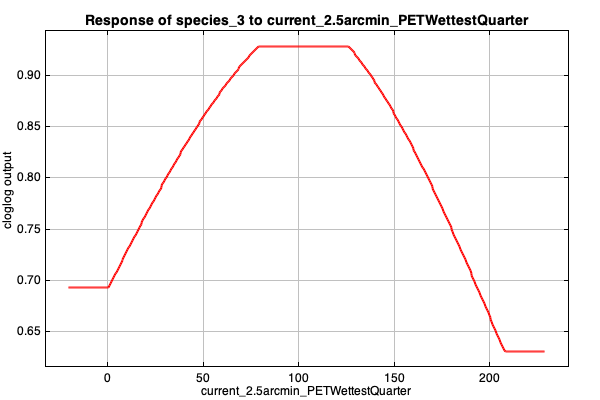 Response of species_3 to current_2.5arcmin_PETWettestQuarter
0.90
0.85
0.80
0.75
0.70
0.65
cloglog output
0 50 100 150 200
current_2.5arcmin_PETWettestQuarter